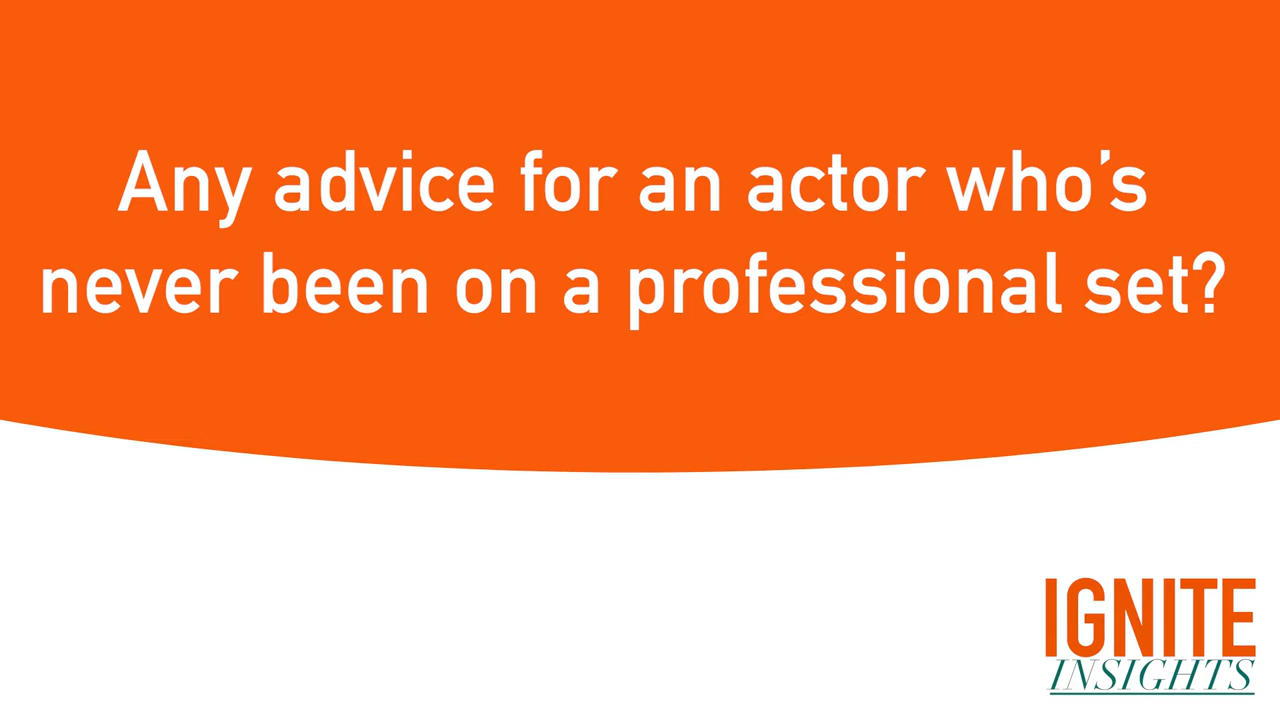 Any advice for an actor who’s
never been on a professional set?
IGNITE
INSIGHTS